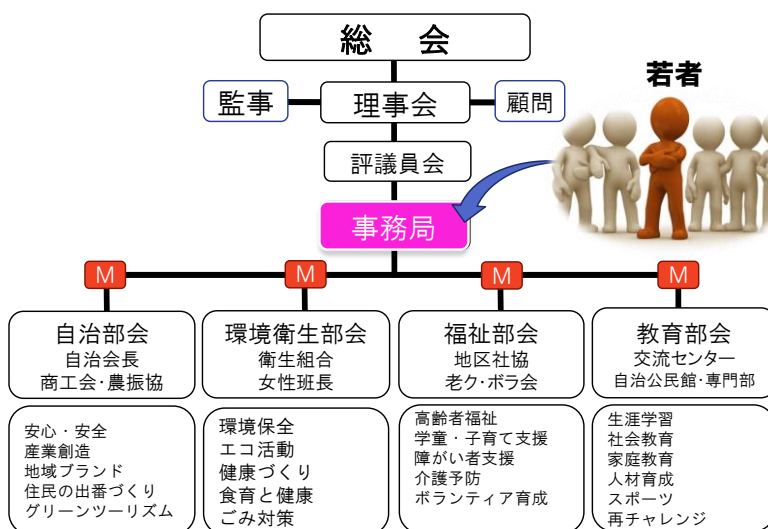 総　会
若者
監事
理事会
顧問
評議員会
事務局
M
M
M
M
自治部会
自治会長
商工会・農振協
環境衛生部会
衛生組合
女性班長
福祉部会
地区社協
老ク・ボラ会
教育部会
交流センター
自治公民館・専門部
安心・安全
産業創造
地域ブランド
住民の出番づくり
グリーンツーリズム
環境保全
エコ活動
健康づくり
食育と健康
ごみ対策
高齢者福祉
学童・子育て支援
障がい者支援
介護予防
ボランティア育成
生涯学習
社会教育
家庭教育
人材育成
スポーツ
再チャレンジ